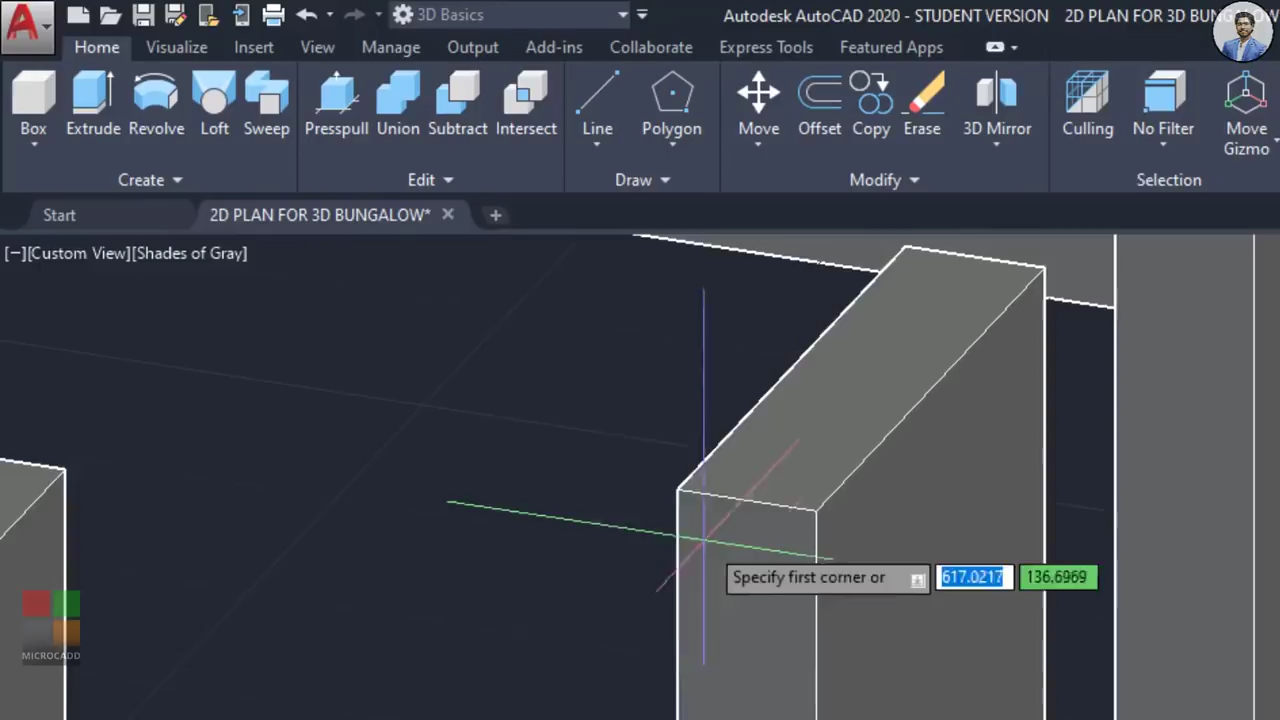 3D Basics
Autodesk AutoCAD 2020 - STUDENT VERSION 2D PLAN FOR 3D BUNGALOW
Home Visualize Insert View Manage Output Add-ins Collaborate Express Tools Featured Apps
Box Extrude Revolve Loft Sweep Presspull Union Subtract Intersect Line Polygon Move Offset Copy Erase 3D Mirror Culling No Filter Move Gizmo
Create Edit Draw Modify Selection
Start 2D PLAN FOR 3D BUNGALOW*
[−][Custom View][Shades of Gray]
Specify first corner or 617.0217 136.6969
MICROCADD